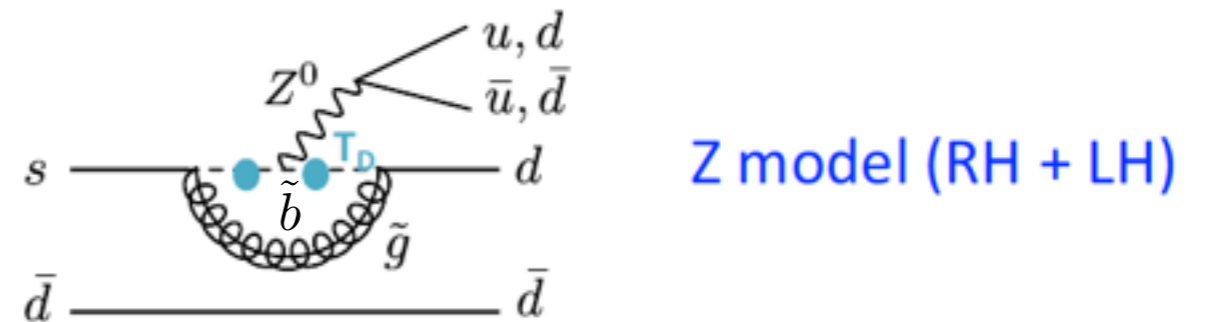 u, d
Z⁰
ū, d̄
T_D
s
d
b̃
g̃
d̄
d̄
Z model (RH + LH)